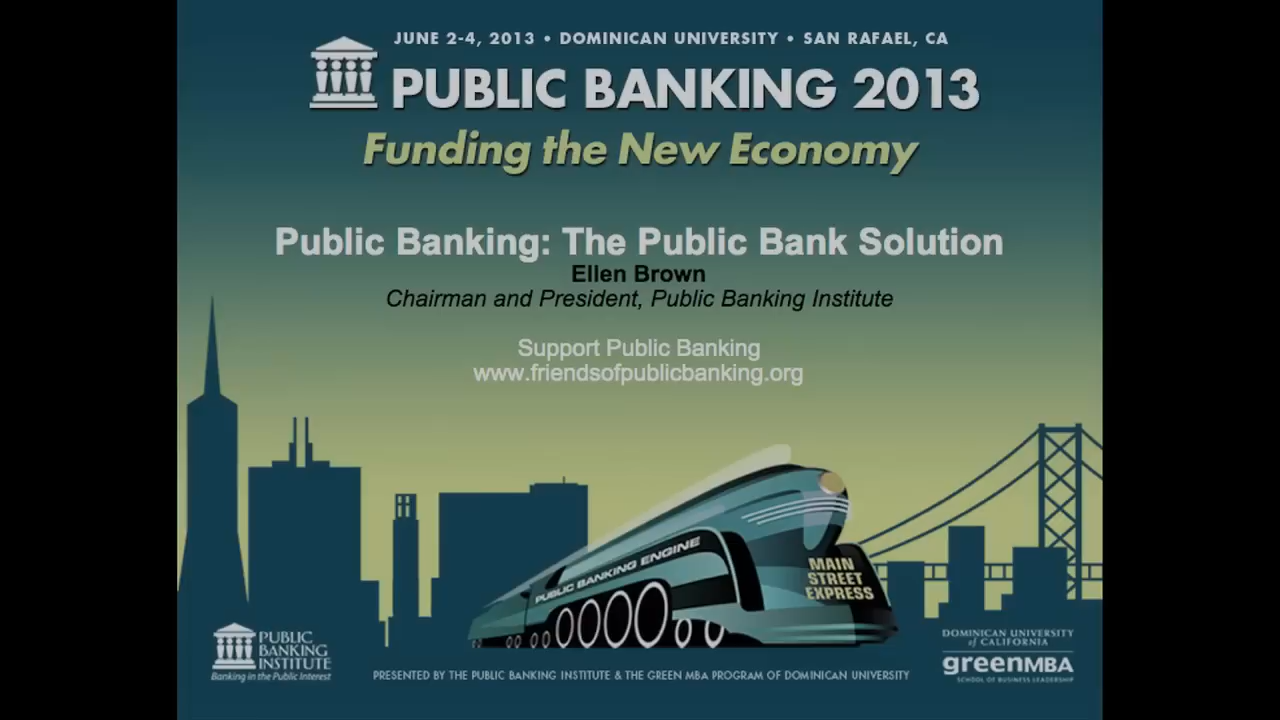 JUNE 2-4, 2013 • DOMINICAN UNIVERSITY • SAN RAFAEL, CA
PUBLIC BANKING 2013
Funding the New Economy
Public Banking: The Public Bank Solution
Ellen Brown
Chairman and President, Public Banking Institute
Support Public Banking
www.friendsofpublicbanking.org
PUBLIC BANKING ENGINE
MAIN
STREET
EXPRESS
PUBLIC
BANKING
INSTITUTE
Banking in the Public Interest
PRESENTED BY THE PUBLIC BANKING INSTITUTE & THE GREEN MBA PROGRAM OF DOMINICAN UNIVERSITY
DOMINICAN UNIVERSITY
of CALIFORNIA
greenMBA
SCHOOL OF BUSINESS LEADERSHIP